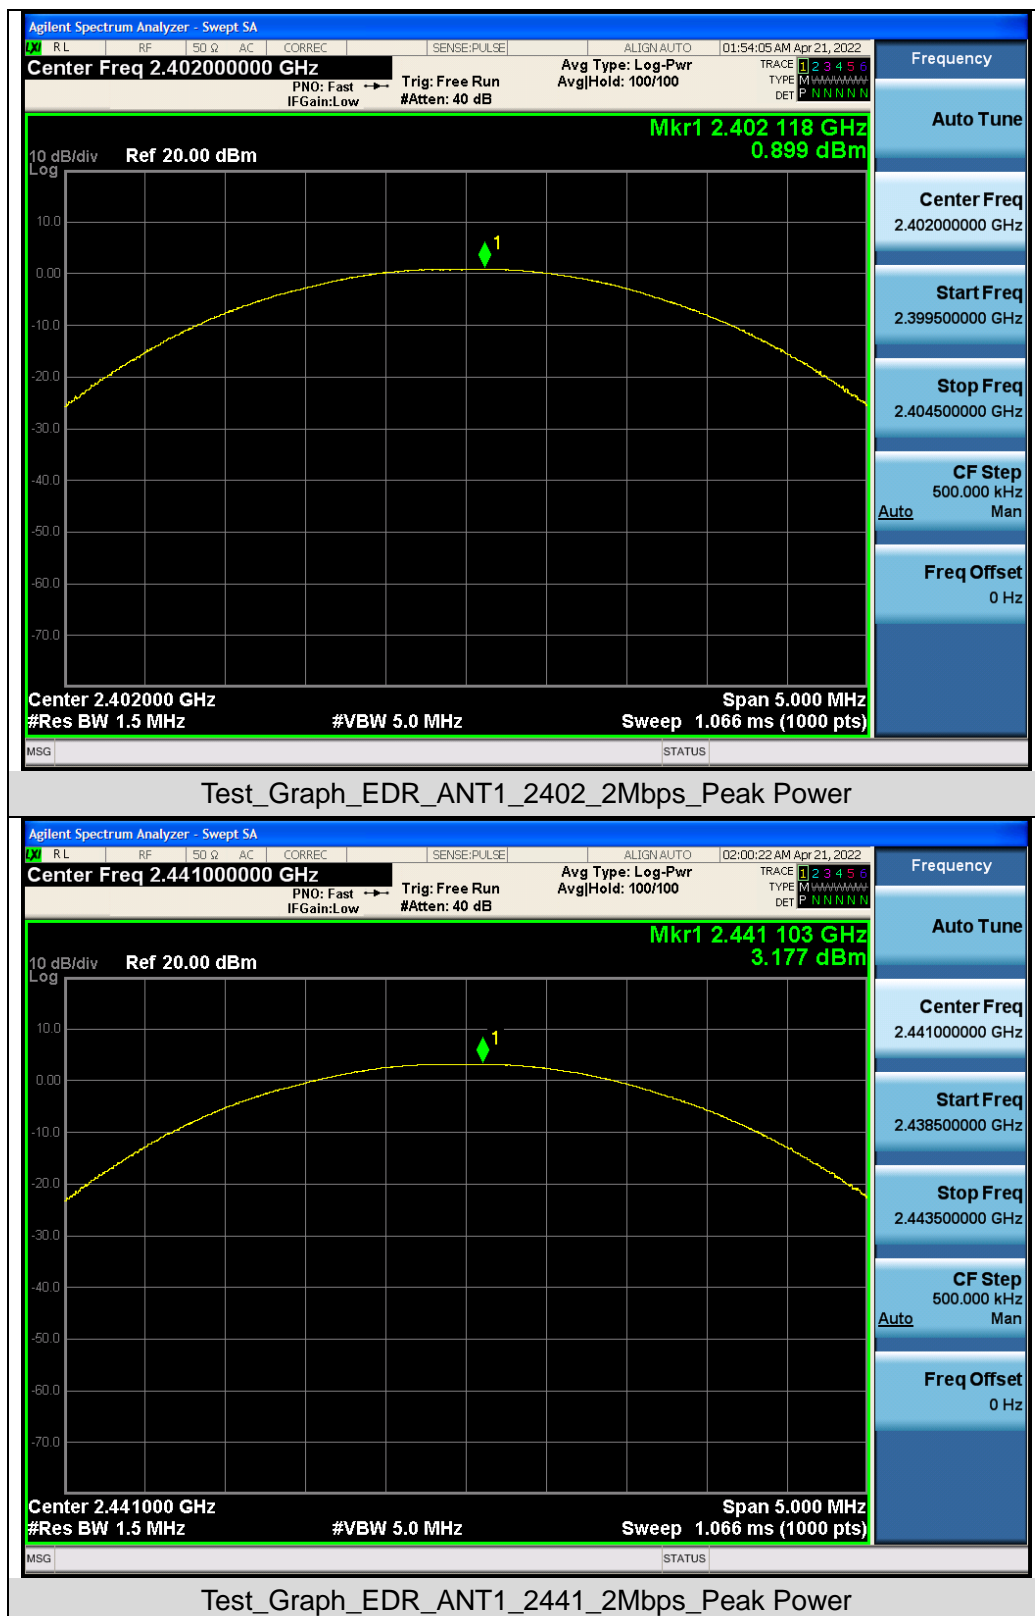 Agilent Spectrum Analyzer - Swept SA
LXI RL RF 50 Ω AC CORREC SENSE:PULSE ALIGN AUTO 01:54:05 AM Apr 21, 2022
Center Freq 2.402000000 GHz
PNO: Fast
IFGain:Low
Trig: Free Run
#Atten: 40 dB
Avg Type: Log-Pwr
Avg|Hold: 100/100
TRACE 1 2 3 4 5 6
TYPE M
DET P N N N N N
Mkr1 2.402 118 GHz
0.899 dBm
10 dB/div Ref 20.00 dBm
Log
10.0
0.00
-10.0
-20.0
-30.0
-40.0
-50.0
-60.0
-70.0
1
Center 2.402000 GHz Span 5.000 MHz
#Res BW 1.5 MHz #VBW 5.0 MHz Sweep 1.066 ms (1000 pts)
MSG STATUS
Frequency
Auto Tune
Center Freq
2.402000000 GHz
Start Freq
2.399500000 GHz
Stop Freq
2.404500000 GHz
CF Step
500.000 kHz
Auto Man
Freq Offset
0 Hz
Test_Graph_EDR_ANT1_2402_2Mbps_Peak Power
Agilent Spectrum Analyzer - Swept SA
LXI RL RF 50 Ω AC CORREC SENSE:PULSE ALIGN AUTO 02:00:22 AM Apr 21, 2022
Center Freq 2.441000000 GHz
PNO: Fast
IFGain:Low
Trig: Free Run
#Atten: 40 dB
Avg Type: Log-Pwr
Avg|Hold: 100/100
TRACE 1 2 3 4 5 6
TYPE M
DET P N N N N N
Mkr1 2.441 103 GHz
3.177 dBm
10 dB/div Ref 20.00 dBm
Log
10.0
0.00
-10.0
-20.0
-30.0
-40.0
-50.0
-60.0
-70.0
1
Center 2.441000 GHz Span 5.000 MHz
#Res BW 1.5 MHz #VBW 5.0 MHz Sweep 1.066 ms (1000 pts)
MSG STATUS
Frequency
Auto Tune
Center Freq
2.441000000 GHz
Start Freq
2.438500000 GHz
Stop Freq
2.443500000 GHz
CF Step
500.000 kHz
Auto Man
Freq Offset
0 Hz
Test_Graph_EDR_ANT1_2441_2Mbps_Peak Power